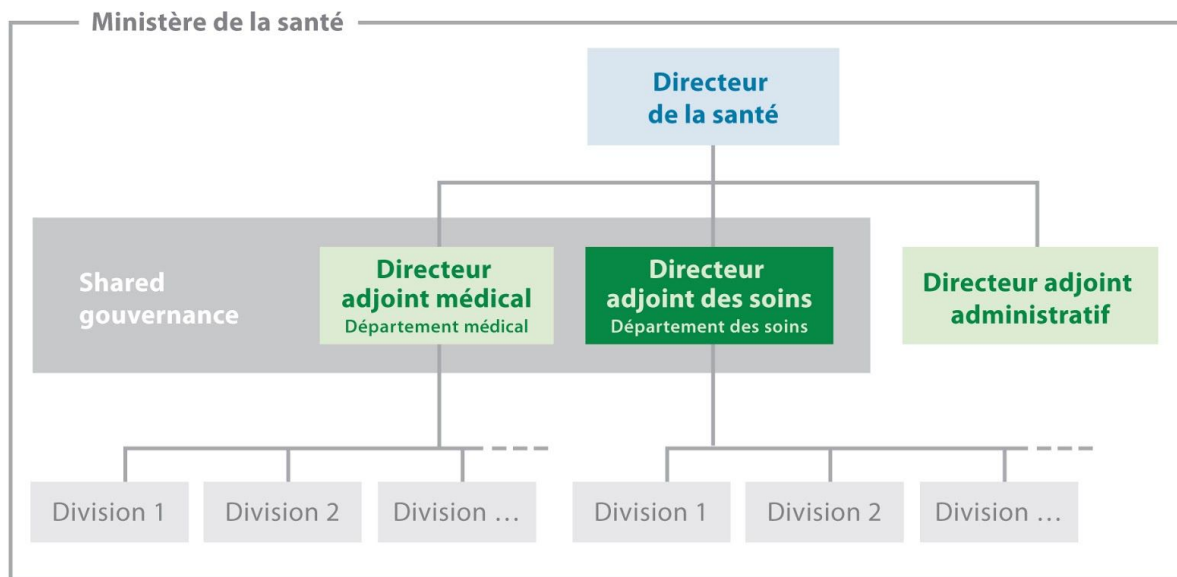 Ministère de la santé
Directeur
de la santé
Shared
gouvernance
Directeur
adjoint médical
Département médical
Directeur
adjoint des soins
Département des soins
Directeur adjoint
administratif
Division 1
Division 2
Division ...
Division 1
Division 2
Division ...